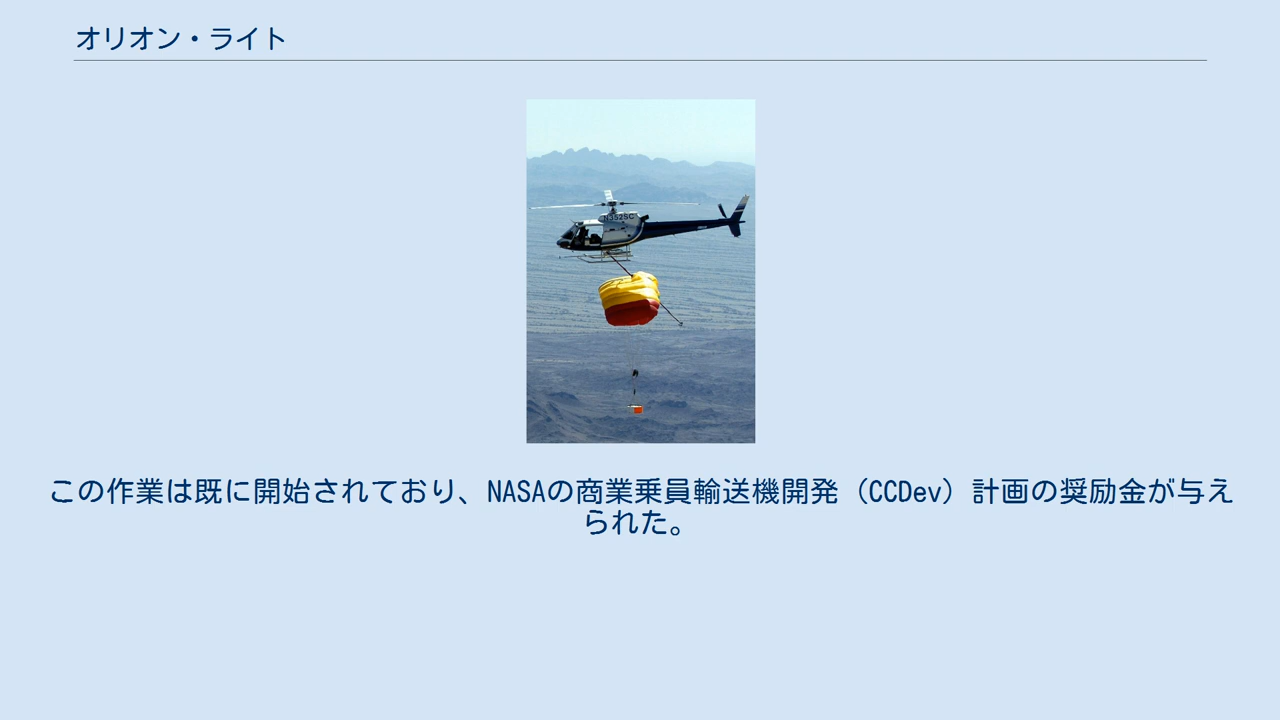 オリオン・ライト
N352SC
この作業は既に開始されており、NASAの商業乗員輸送機開発（CCDev）計画の奨励金が与え
られた。